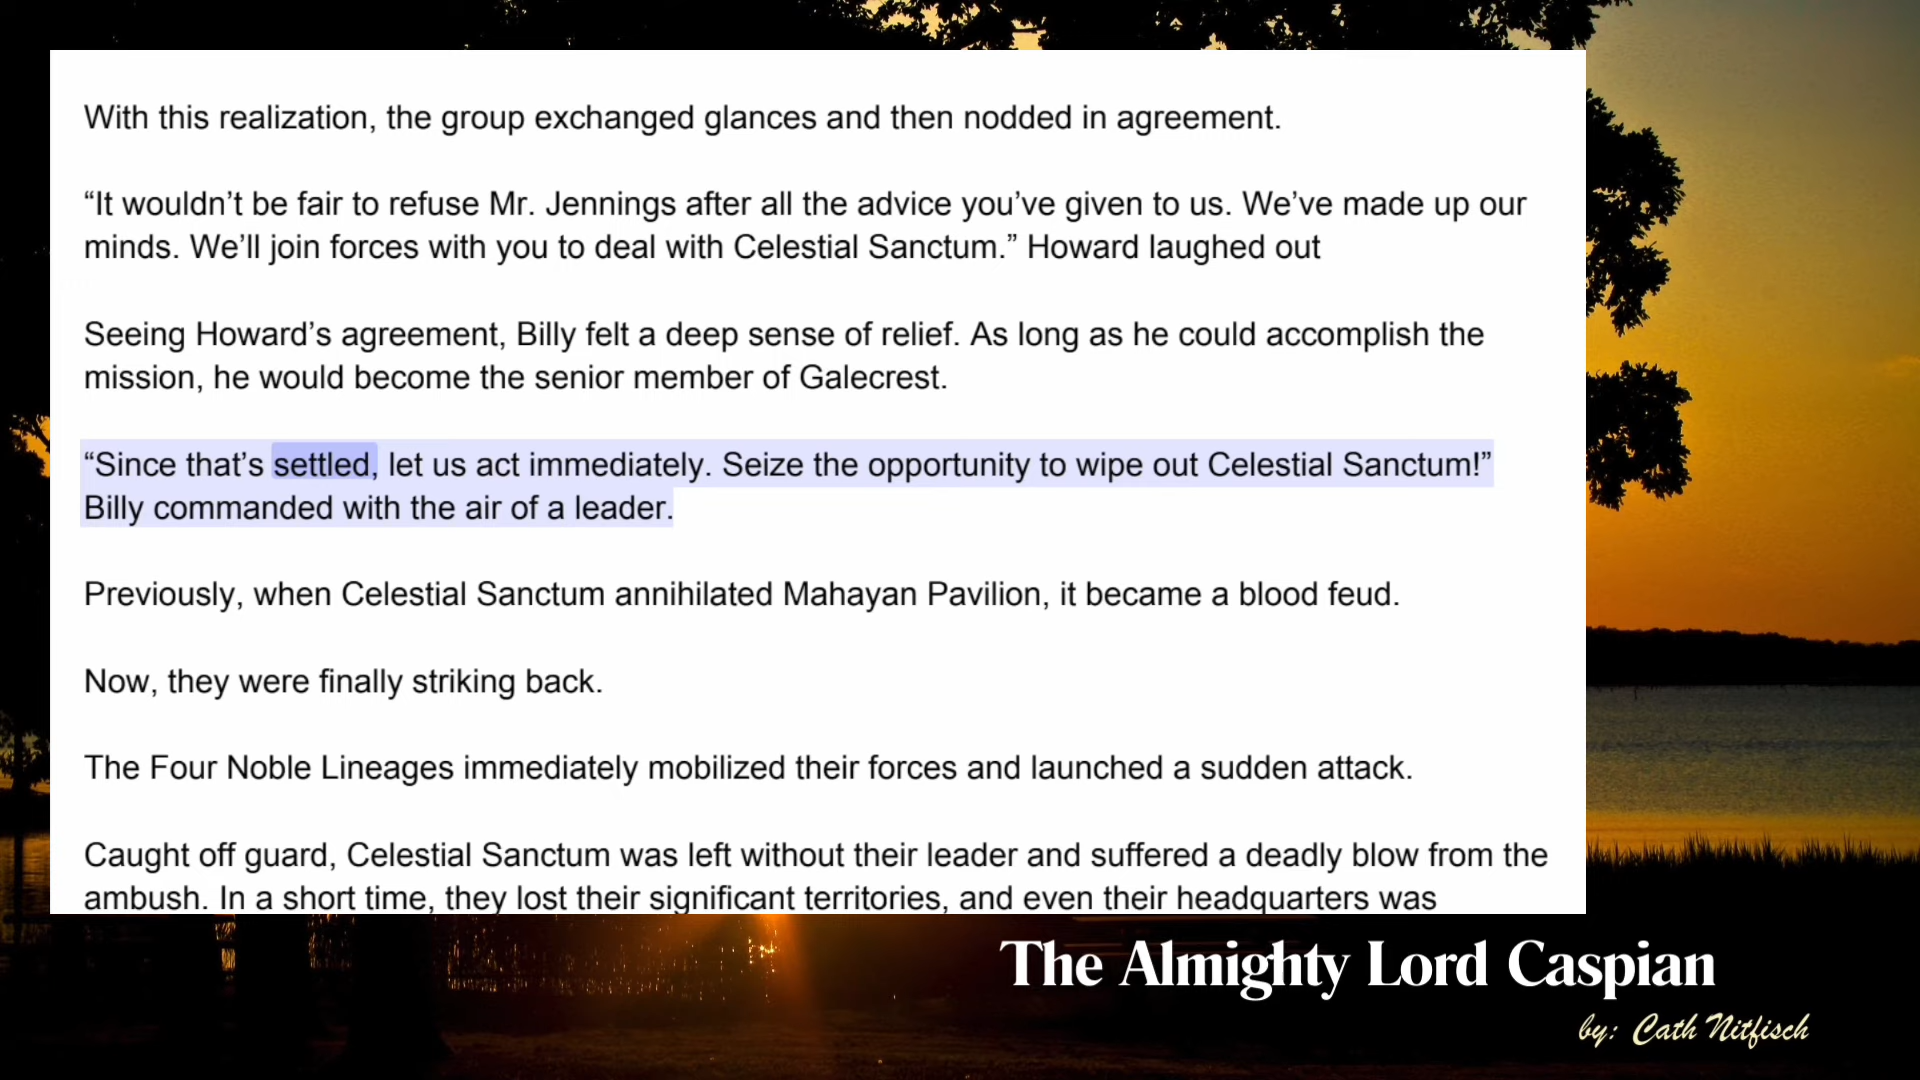 With this realization, the group exchanged glances and then nodded in agreement.
“It wouldn’t be fair to refuse Mr. Jennings after all the advice you’ve given to us. We’ve made up our
minds. We’ll join forces with you to deal with Celestial Sanctum.” Howard laughed out
Seeing Howard’s agreement, Billy felt a deep sense of relief. As long as he could accomplish the
mission, he would become the senior member of Galecrest.
“Since that’s settled, let us act immediately. Seize the opportunity to wipe out Celestial Sanctum!”
Billy commanded with the air of a leader.
Previously, when Celestial Sanctum annihilated Mahayan Pavilion, it became a blood feud.
Now, they were finally striking back.
The Four Noble Lineages immediately mobilized their forces and launched a sudden attack.
Caught off guard, Celestial Sanctum was left without their leader and suffered a deadly blow from the
ambush. In a short time, they lost their significant territories, and even their headquarters was
The Almighty Lord Caspian
by: Cath Nitfisch